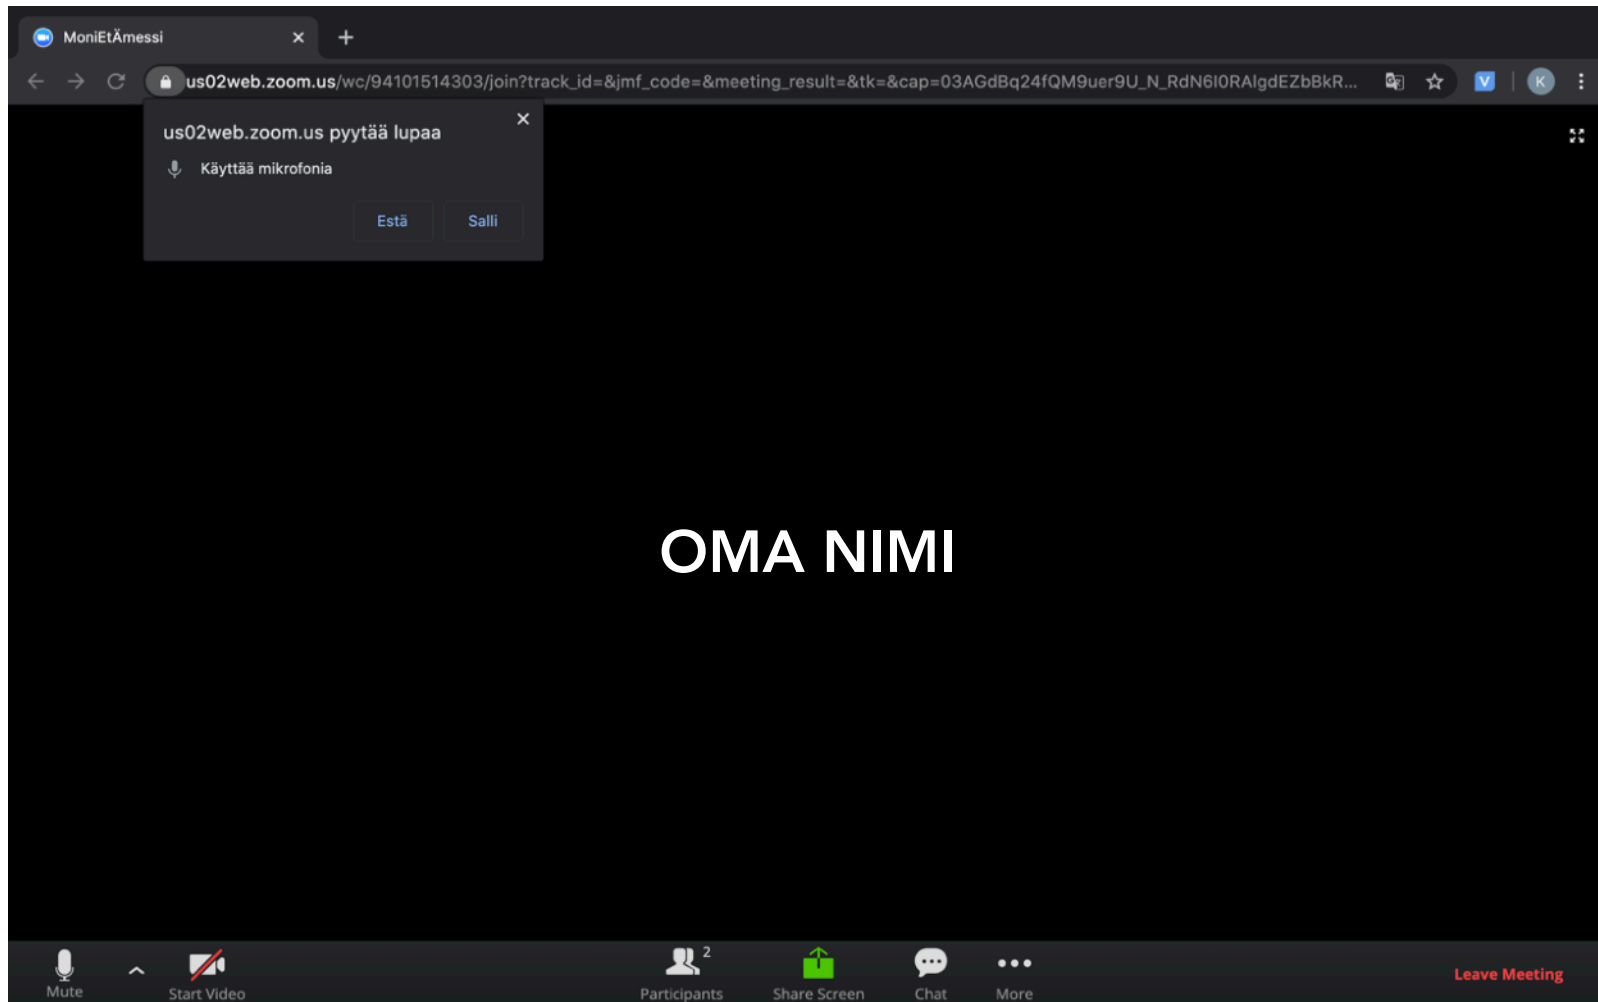 MoniEtÄmessi
us02web.zoom.us/wc/94101514303/join?track_id=&jmf_code=&meeting_result=&tk=&cap=03AGdBq24fQM9uer9U_N_RdN6I0RAlgdEZbBkR...
V
K
us02web.zoom.us pyytää lupaa
Käyttää mikrofonia
Estä Salli
OMA NIMI
Mute
Start Video
Participants 2
Share Screen
Chat
More
Leave Meeting